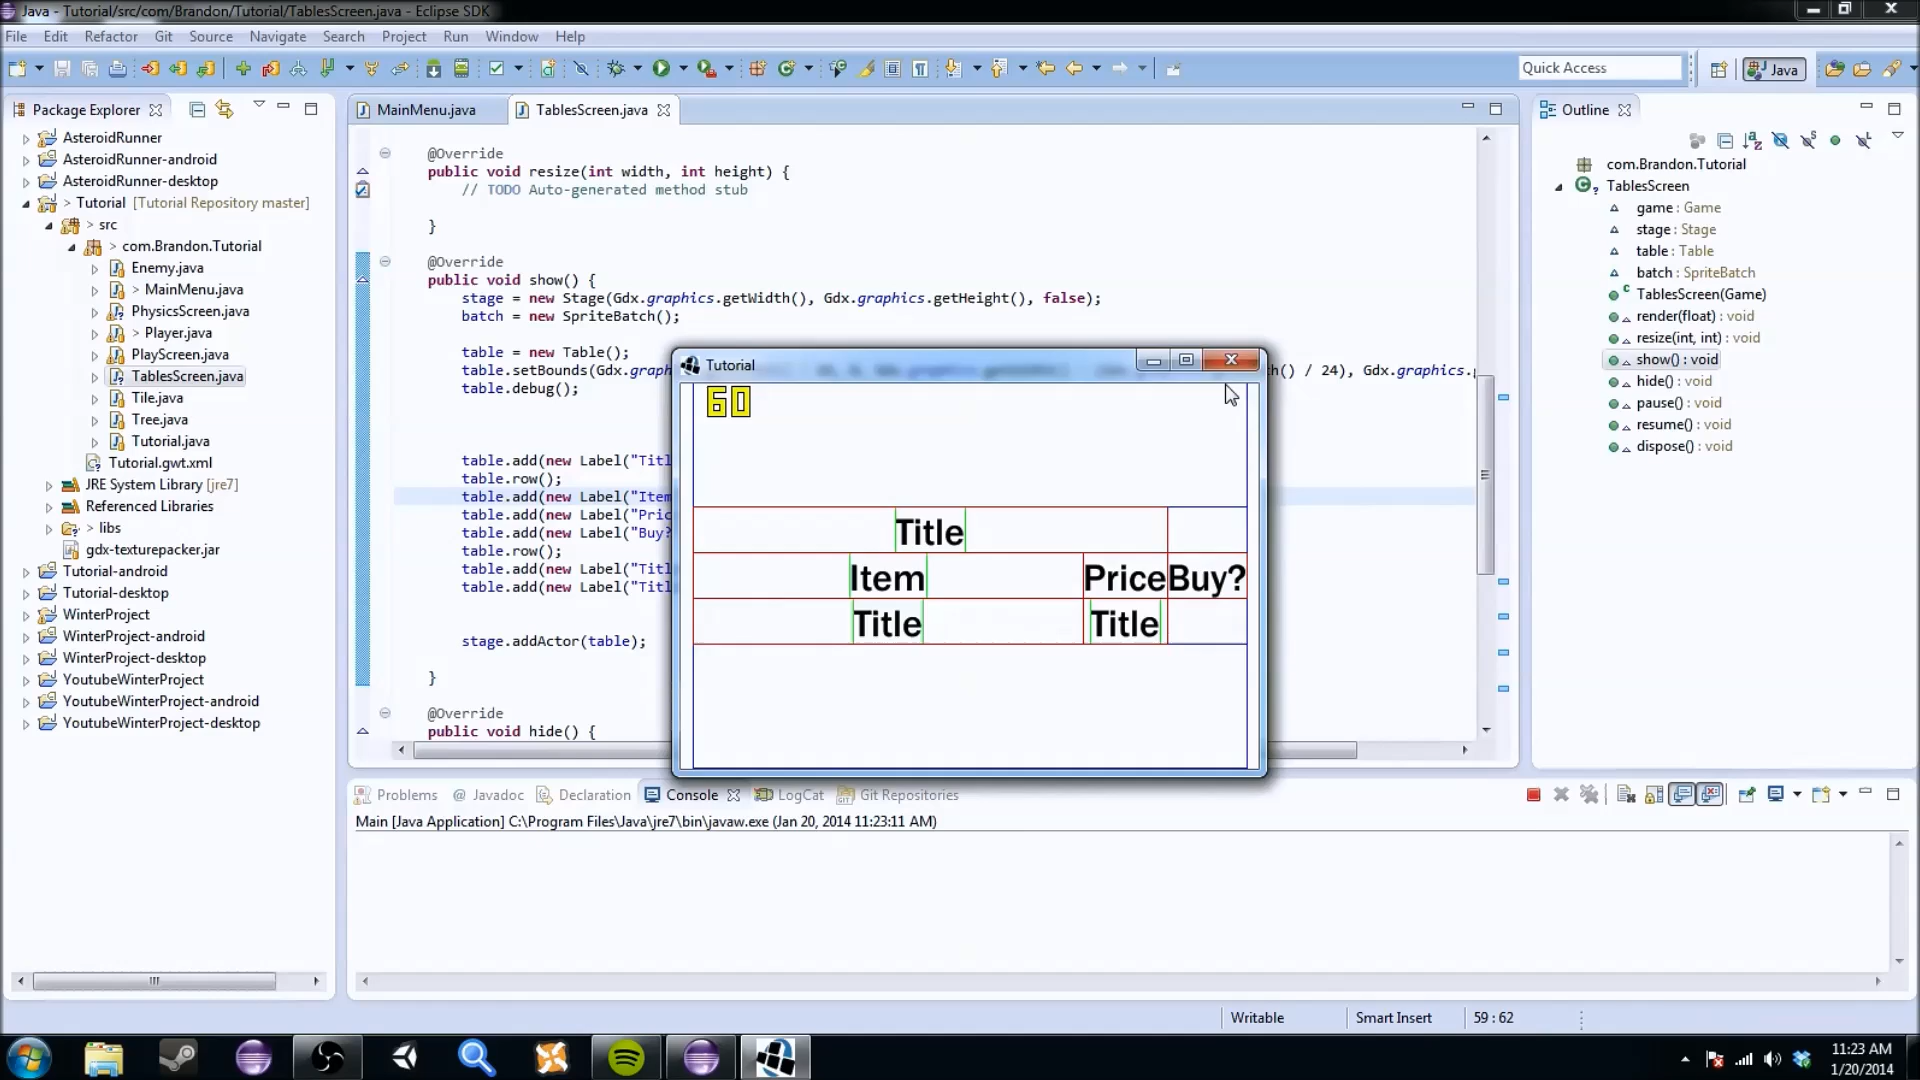 Java - Tutorial/src/com/Brandon/Tutorial/TablesScreen.java - Eclipse SDK
File Edit Refactor Git Source Navigate Search Project Run Window Help
Quick Access
Java
Package Explorer
AsteroidRunner
AsteroidRunner-android
AsteroidRunner-desktop
> Tutorial [Tutorial Repository master]
> src
> com.Brandon.Tutorial
Enemy.java
> MainMenu.java
PhysicsScreen.java
> Player.java
PlayScreen.java
TablesScreen.java
Tile.java
Tree.java
Tutorial.java
Tutorial.gwt.xml
JRE System Library [jre7]
Referenced Libraries
> libs
gdx-texturepacker.jar
Tutorial-android
Tutorial-desktop
WinterProject
WinterProject-android
WinterProject-desktop
YoutubeWinterProject
YoutubeWinterProject-android
YoutubeWinterProject-desktop
MainMenu.java
TablesScreen.java
@Override
public void resize(int width, int height) {
// TODO Auto-generated method stub
}
@Override
public void show() {
stage = new Stage(Gdx.graphics.getWidth(), Gdx.graphics.getHeight(), false);
batch = new SpriteBatch();
table = new Table();
table.setBounds(Gdx.grap
() / 24), Gdx.graphics.
table.debug();
table.add(new Label("Titl
table.row();
table.add(new Label("Item
table.add(new Label("Pric
table.add(new Label("Buy?
table.row();
table.add(new Label("Titl
table.add(new Label("Titl
stage.addActor(table);
}
@Override
public void hide() {
Tutorial
60
Title
Item Price Buy?
Title Title
Outline
com.Brandon.Tutorial
TablesScreen
game : Game
stage : Stage
table : Table
batch : SpriteBatch
TablesScreen(Game)
render(float) : void
resize(int, int) : void
show() : void
hide() : void
pause() : void
resume() : void
dispose() : void
Problems @ Javadoc Declaration Console LogCat Git Repositories
Main [Java Application] C:\Program Files\Java\jre7\bin\javaw.exe (Jan 20, 2014 11:23:11 AM)
Writable Smart Insert 59 : 62
11:23 AM
1/20/2014